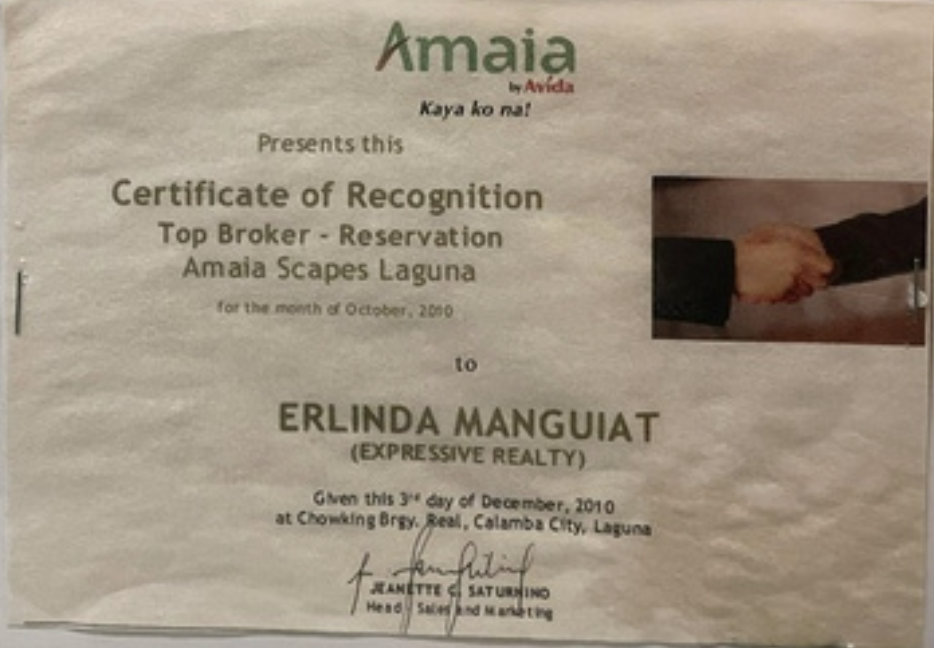 Amaia
by Avida
Kaya ko na!
Presents this
Certificate of Recognition
Top Broker - Reservation
Amaia Scapes Laguna
for the month of October, 2010
to
ERLINDA MANGUIAT
(EXPRESSIVE REALTY)
Given this 3rd day of December, 2010
at Chowking Brgy. Real, Calamba City, Laguna
JEANETTE C. SATURNINO
Head Sales and Marketing